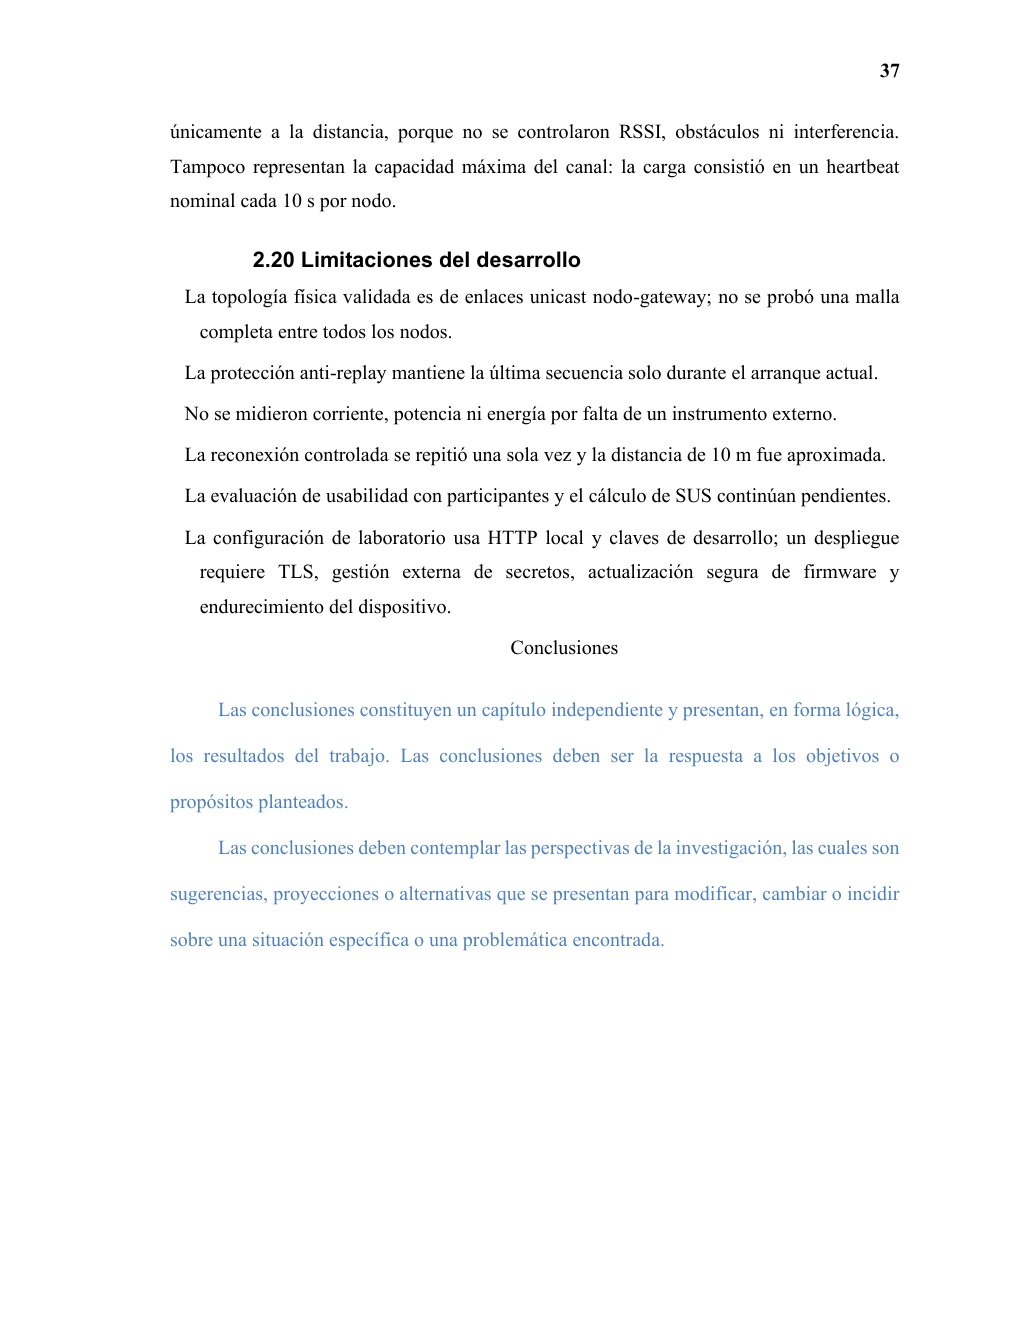 37
únicamente a la distancia, porque no se controlaron RSSI, obstáculos ni interferencia.
Tampoco representan la capacidad máxima del canal: la carga consistió en un heartbeat
nominal cada 10 s por nodo.
2.20 Limitaciones del desarrollo
La topología física validada es de enlaces unicast nodo-gateway; no se probó una malla
completa entre todos los nodos.
La protección anti-replay mantiene la última secuencia solo durante el arranque actual.
No se midieron corriente, potencia ni energía por falta de un instrumento externo.
La reconexión controlada se repitió una sola vez y la distancia de 10 m fue aproximada.
La evaluación de usabilidad con participantes y el cálculo de SUS continúan pendientes.
La configuración de laboratorio usa HTTP local y claves de desarrollo; un despliegue
requiere TLS, gestión externa de secretos, actualización segura de firmware y
endurecimiento del dispositivo.
Conclusiones
Las conclusiones constituyen un capítulo independiente y presentan, en forma lógica,
los resultados del trabajo. Las conclusiones deben ser la respuesta a los objetivos o
propósitos planteados.
Las conclusiones deben contemplar las perspectivas de la investigación, las cuales son
sugerencias, proyecciones o alternativas que se presentan para modificar, cambiar o incidir
sobre una situación específica o una problemática encontrada.